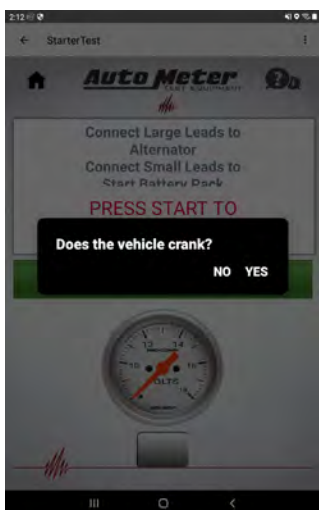 2:12
StarterTest
Auto Meter
TEST EQUIPMENT
Connect Large Leads to
Alternator
Connect Small Leads to
Start Battery Pack
PRESS START TO
Does the vehicle crank?
NO YES
12 14
10 16
VOLTS